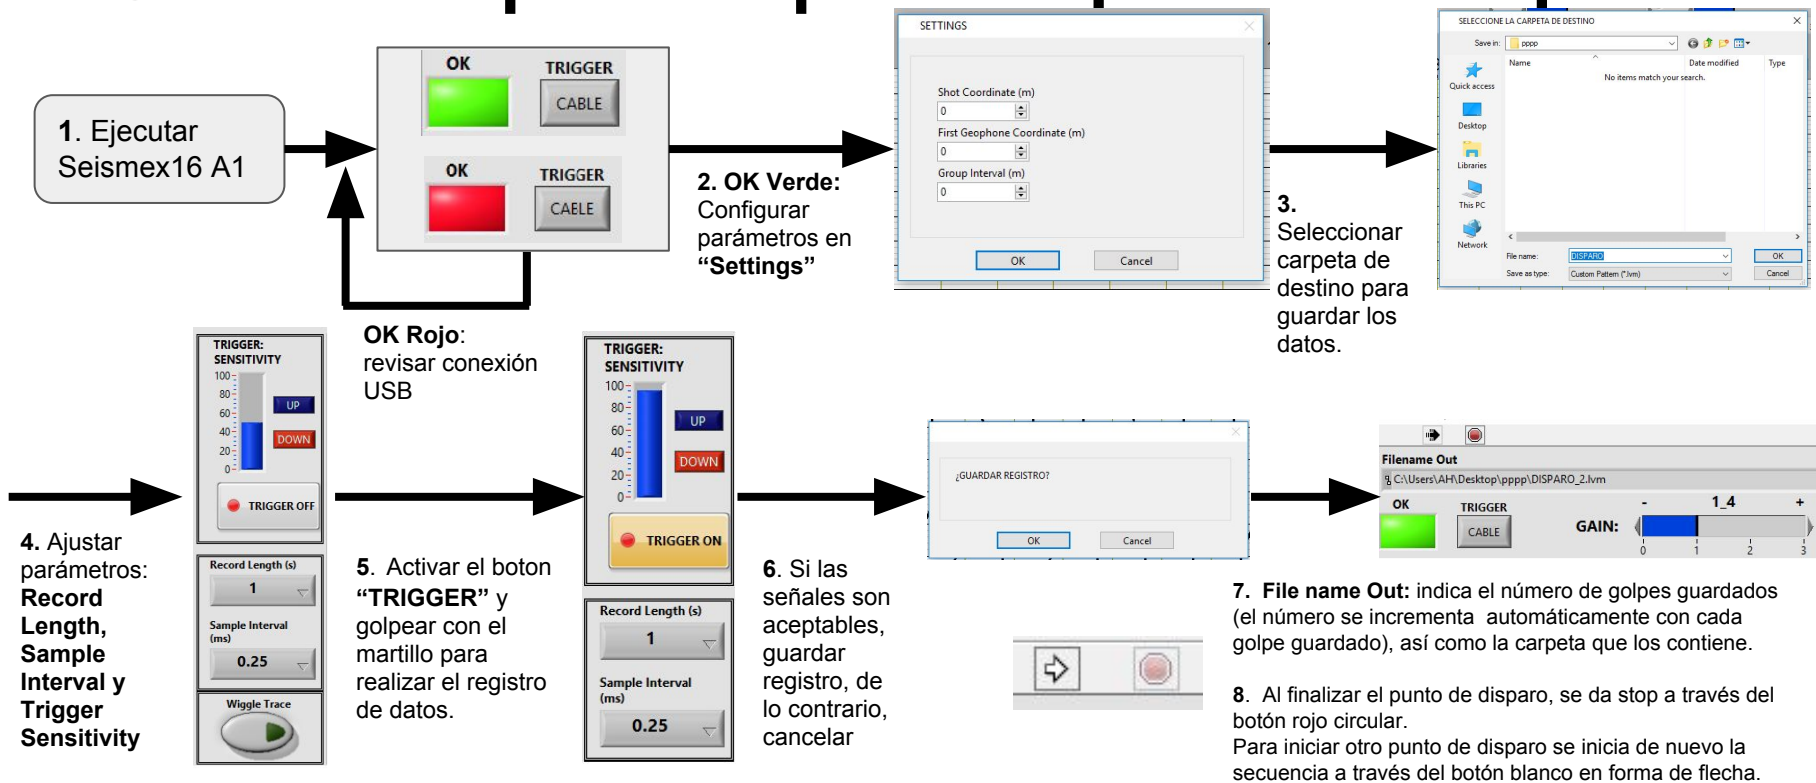 1. Ejecutar
Seismex16 A1
OK
TRIGGER
CABLE
OK
TRIGGER
CABLE
OK Rojo:
revisar conexión
USB
2. OK Verde:
Configurar
parámetros en
“Settings”
SETTINGS
Shot Coordinate (m)
0
First Geophone Coordinate (m)
0
Group Interval (m)
0
OK
Cancel
3.
Seleccionar
carpeta de
destino para
guardar los
datos.
SELECCIONE LA CARPETA DE DESTINO
Save in:
pppp
Name
Date modified
Type
No items match your search.
Quick access
Desktop
Libraries
This PC
Network
File name:
DISPARO
OK
Save as type:
Custom Pattern (*.lvm)
Cancel
4. Ajustar
parámetros:
Record
Length,
Sample
Interval y
Trigger
Sensitivity
TRIGGER:
SENSITIVITY
100
80
60
40
20
0
UP
DOWN
TRIGGER OFF
Record Length (s)
1
Sample Interval
(ms)
0.25
Wiggle Trace
5. Activar el boton
“TRIGGER” y
golpear con el
martillo para
realizar el registro
de datos.
TRIGGER:
SENSITIVITY
100
80
60
40
20
0
UP
DOWN
TRIGGER ON
Record Length (s)
1
Sample Interval
(ms)
0.25
6. Si las
señales son
aceptables,
guardar
registro, de
lo contrario,
cancelar
¿GUARDAR REGISTRO?
OK
Cancel
Filename Out
C:\Users\AH\Desktop\pppp\DISPARO_2.lvm
OK
TRIGGER
CABLE
GAIN:
- 1_4 +
0 1 2 3
7. File name Out: indica el número de golpes guardados
(el número se incrementa automáticamente con cada
golpe guardado), así como la carpeta que los contiene.
8. Al finalizar el punto de disparo, se da stop a través del
botón rojo circular.
Para iniciar otro punto de disparo se inicia de nuevo la
secuencia a través del botón blanco en forma de flecha.